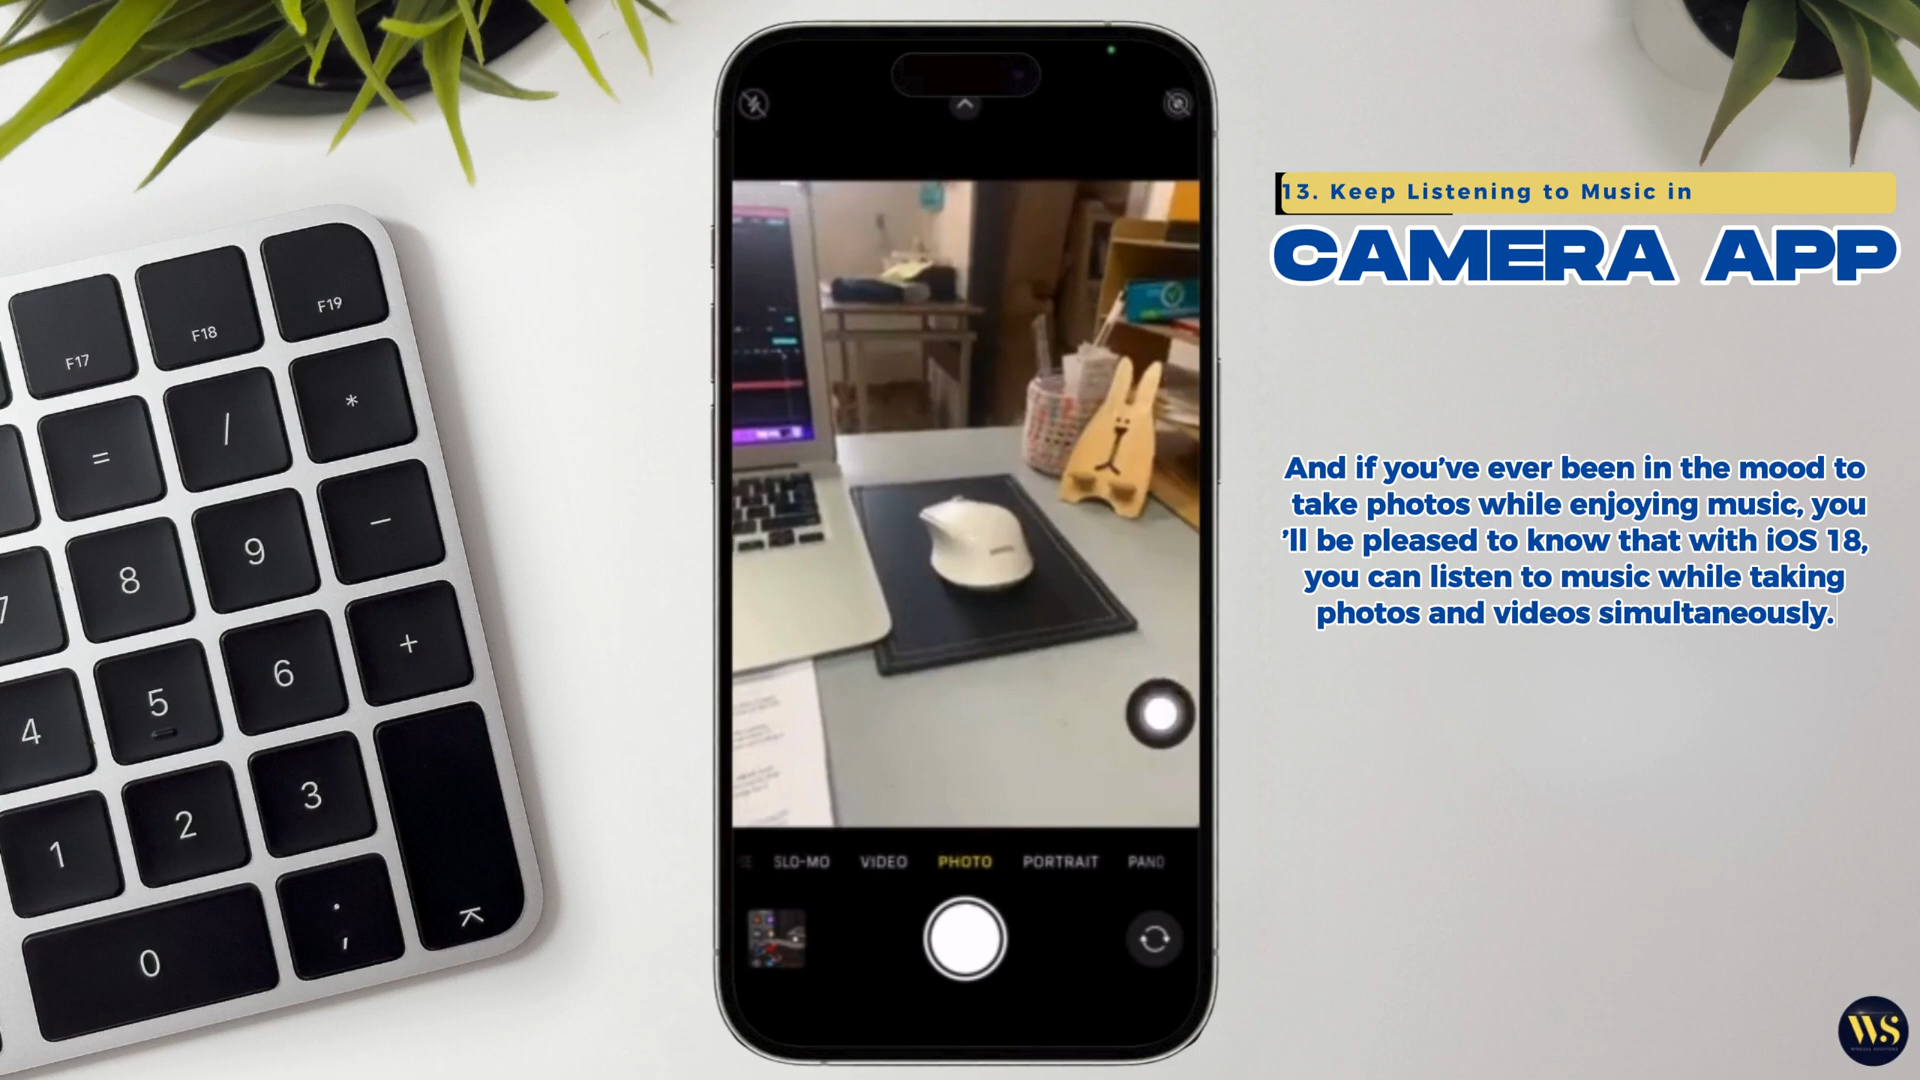 13. Keep Listening to Music in
CAMERA APP
And if you’ve ever been in the mood to
take photos while enjoying music, you
’ll be pleased to know that with iOS 18,
you can listen to music while taking
photos and videos simultaneously.
SLO-MO VIDEO PHOTO PORTRAIT PANO
F17 F18 F19
= / *
7 8 9 −
4 5 6 +
1 2 3
0 . ,
WS